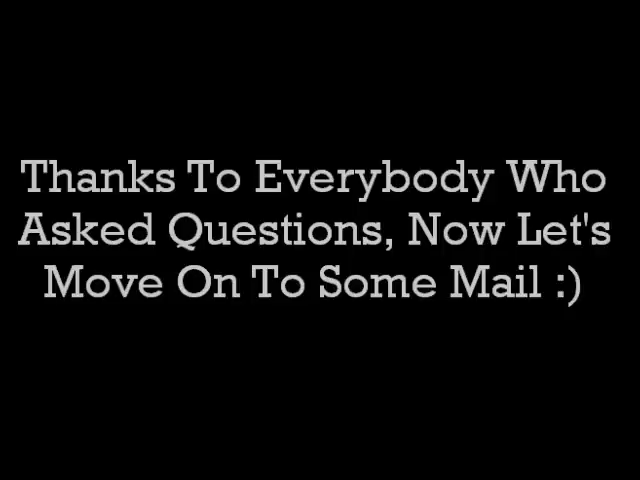 Thanks To Everybody Who
Asked Questions, Now Let's
Move On To Some Mail :)